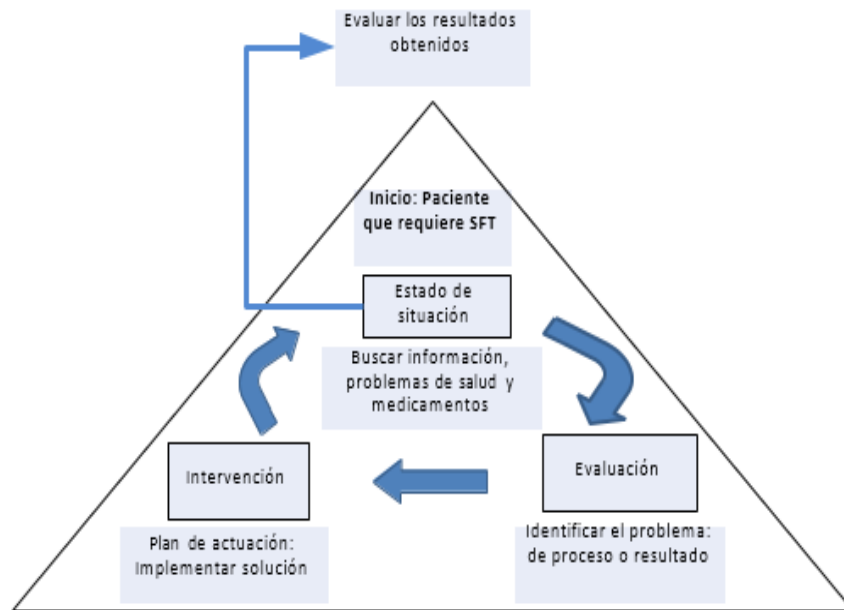 Evaluar los resultados
obtenidos
Inicio: Paciente
que requiere SFT
Estado de
situación
Buscar información,
problemas de salud y
medicamentos
Intervención
Evaluación
Plan de actuación:
Implementar solución
Identificar el problema:
de proceso o resultado